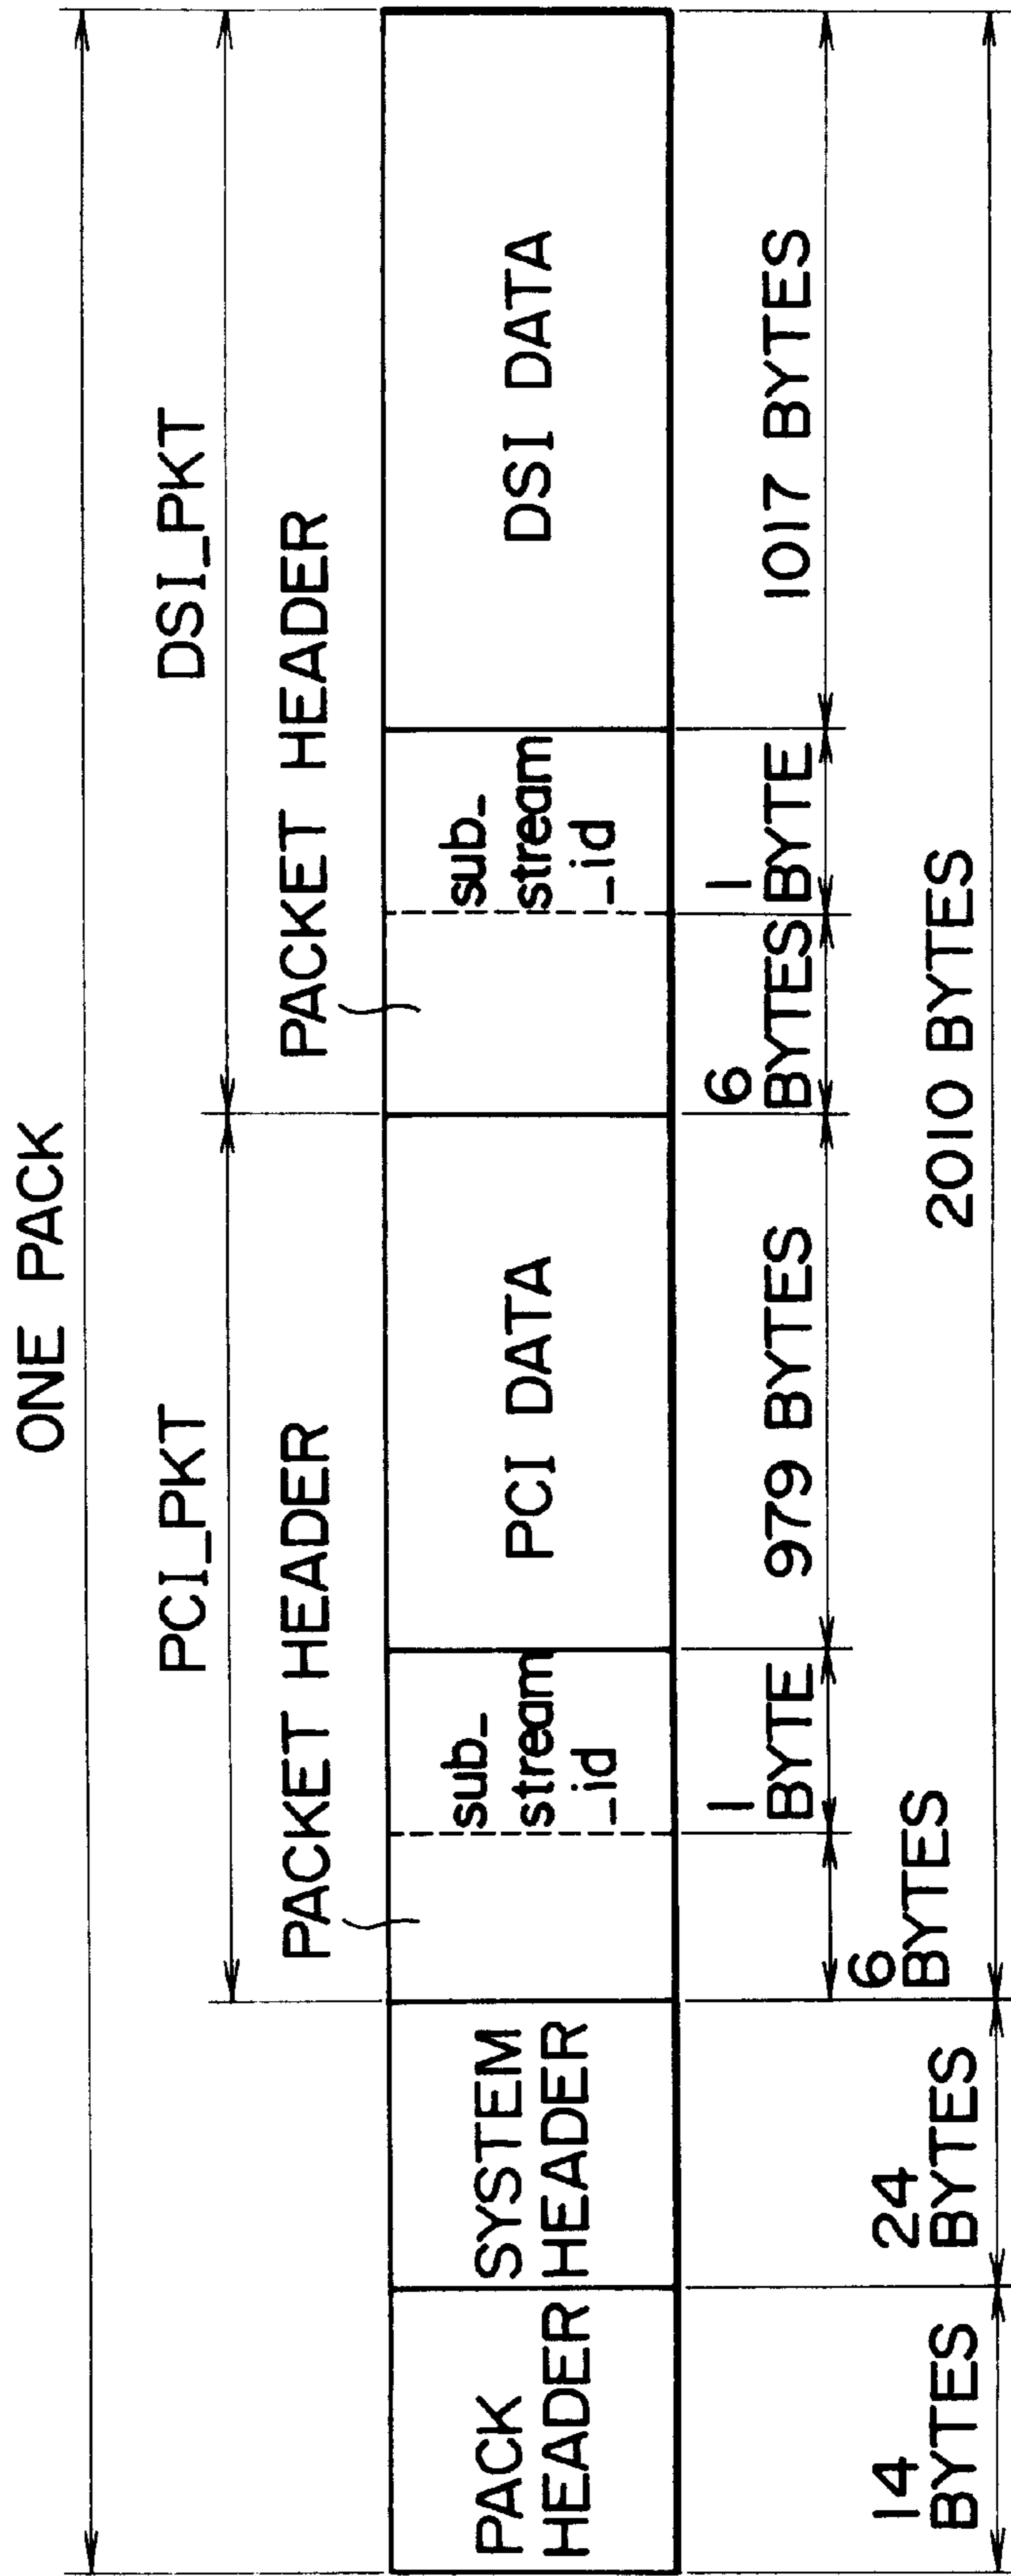 ONE PACK
PCI_PKT
DSI_PKT
PACKET HEADER
PACKET HEADER
PACK
HEADER
SYSTEM
HEADER
sub_
stream
_id
PCI DATA
sub_
stream
_id
DSI DATA
14
BYTES
24
BYTES
6
BYTES
1
BYTE
979 BYTES
6
BYTES
1
BYTE
1017 BYTES
2010 BYTES